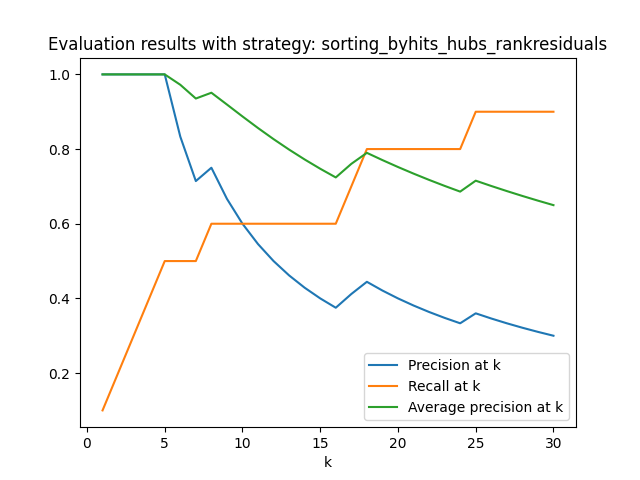 Evaluation results with strategy: sorting_byhits_hubs_rankresiduals
1.0
0.8
0.6
0.4
0.2
Precision at k
Recall at k
Average precision at k
0 5 10 15 20 25 30
k